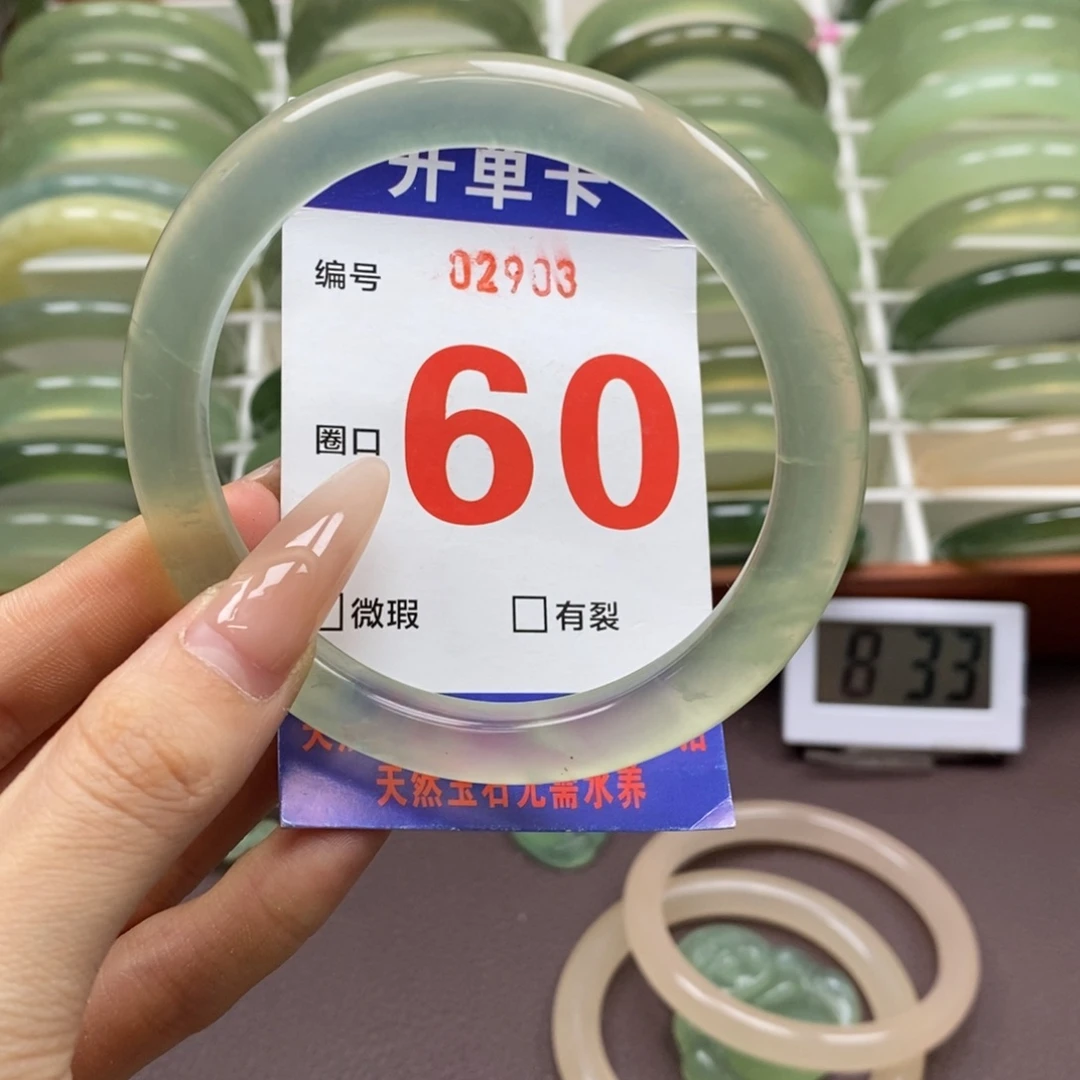 开单卡
编号 02903
圈口 60
微瑕 有裂
天然玉石无需水养
8 33